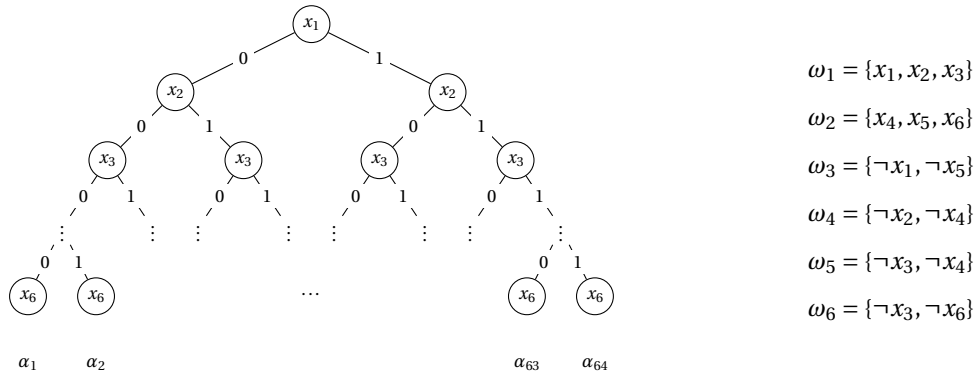 x₁
0 1
x₂ x₂
0 1 0 1
x₃ x₃ x₃ x₃
0 1 0 1 0 1 0 1
⋮ ⋮ ⋮ ⋮ ⋮ ⋮ ⋮ ⋮
0 1 0 1
x₆ x₆ … x₆ x₆
α₁ α₂ α₆₃ α₆₄
ω₁ = {x₁, x₂, x₃}
ω₂ = {x₄, x₅, x₆}
ω₃ = {¬x₁, ¬x₅}
ω₄ = {¬x₂, ¬x₄}
ω₅ = {¬x₃, ¬x₄}
ω₆ = {¬x₃, ¬x₆}